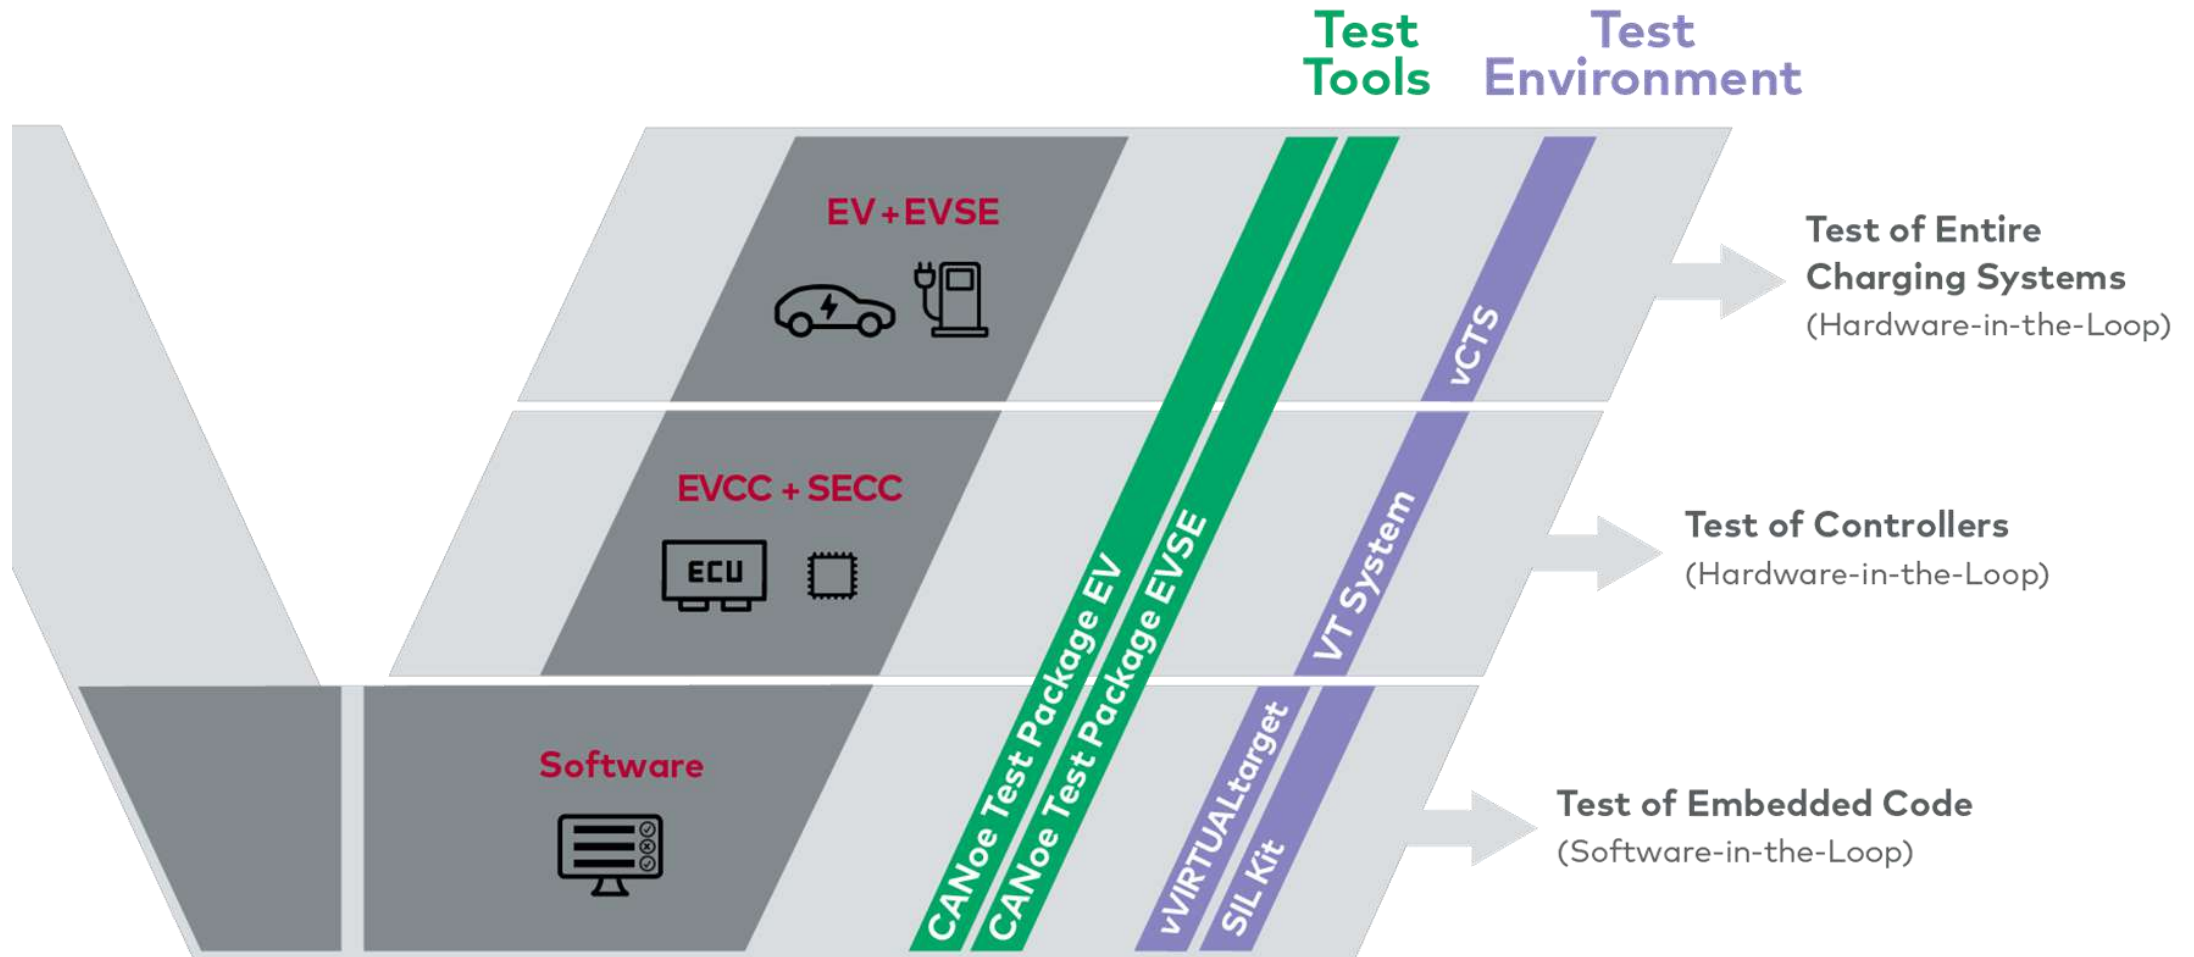 Test
Tools
Test
Environment
EV + EVSE
vCTS
Test of Entire
Charging Systems
(Hardware-in-the-Loop)
EVCC + SECC
ECU
CANoe Test Package EV
CANoe Test Package EVSE
VT System
Test of Controllers
(Hardware-in-the-Loop)
Software
vVIRTUALtarget
SIL Kit
Test of Embedded Code
(Software-in-the-Loop)